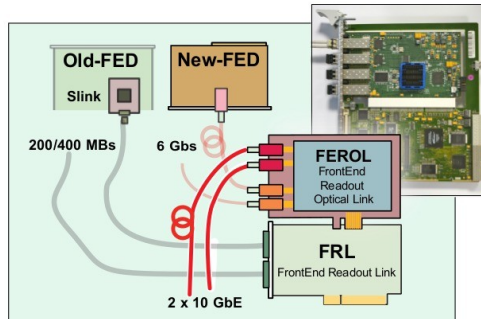 Old-FED
New-FED
Slink
200/400 MBs
6 Gbs
FEROL
FrontEnd
Readout
Optical Link
FRL
FrontEnd Readout Link
2 x 10 GbE